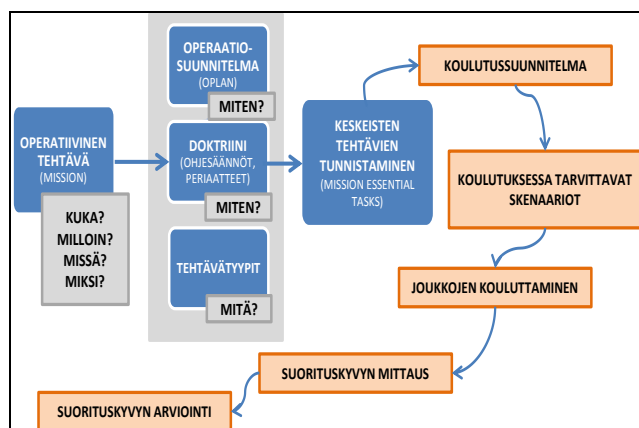 OPERAATIO-
SUUNNITELMA
(OPLAN)
MITEN?
OPERATIIVINEN
TEHTÄVÄ
(MISSION)
KUKA?
MILLOIN?
MISSÄ?
MIKSI?
DOKTRIINI
(OHJESÄÄNNÖT,
PERIAATTEET)
MITEN?
TEHTÄVÄTYYPIT
MITÄ?
KESKEISTEN
TEHTÄVIEN
TUNNISTAMINEN
(MISSION ESSENTIAL
TASKS)
KOULUTUSSUUNNITELMA
KOULUTUKSESSA TARVITTAVAT
SKENAARIOT
JOUKKOJEN KOULUTTAMINEN
SUORITUSKYVYN MITTAUS
SUORITUSKYVYN ARVIOINTI